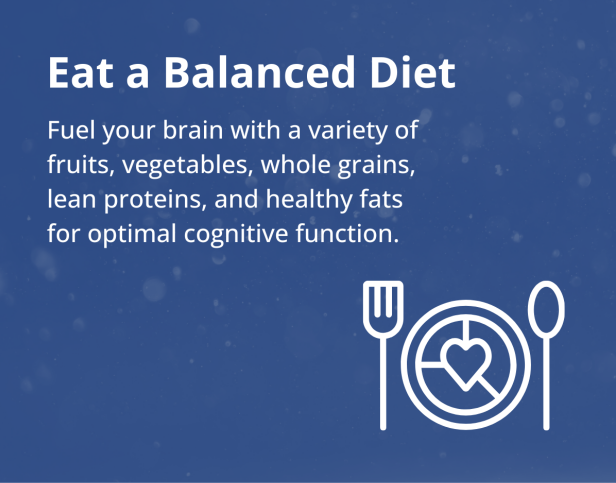 Eat a Balanced Diet
Fuel your brain with a variety of
fruits, vegetables, whole grains,
lean proteins, and healthy fats
for optimal cognitive function.